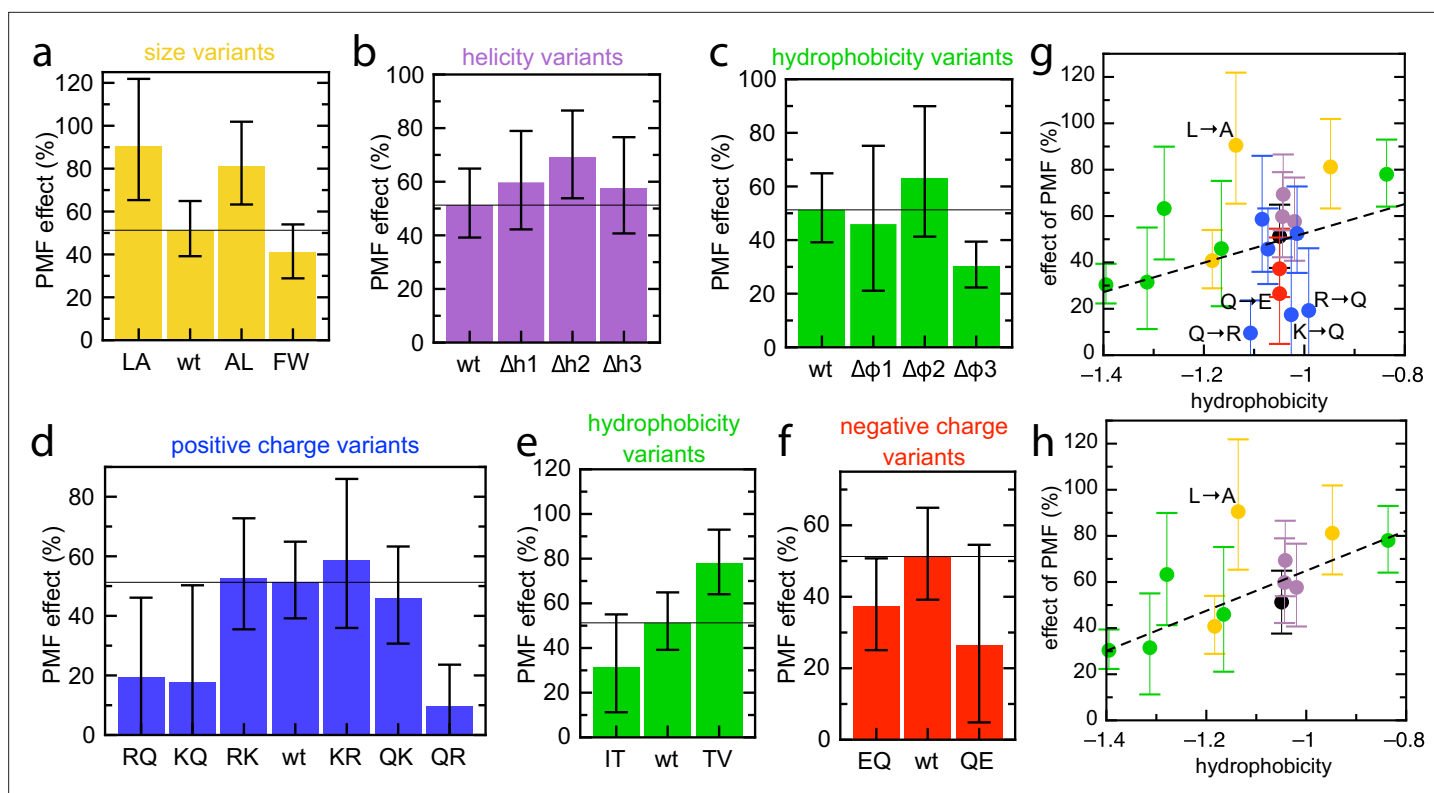 a
size variants
PMF effect (%)
120
100
80
60
40
20
0
LA wt AL FW
b
helicity variants
PMF effect (%)
100
80
60
40
20
0
wt Δh1 Δh2 Δh3
c
hydrophobicity variants
PMF effect (%)
100
80
60
40
20
0
wt Δϕ1 Δϕ2 Δϕ3
g
effect of PMF (%)
120
100
80
60
40
20
0
L→A
Q→E
R→Q
Q→R
K→Q
−1.4 −1.2 −1 −0.8
hydrophobicity
d
positive charge variants
PMF effect (%)
80
60
40
20
0
RQ KQ RK wt KR QK QR
e
hydrophobicity
variants
PMF effect (%)
120
100
80
60
40
20
0
IT wt TV
f
negative charge
variants
PMF effect (%)
60
40
20
0
EQ wt QE
h
effect of PMF (%)
120
100
80
60
40
20
0
L→A
−1.4 −1.2 −1 −0.8
hydrophobicity